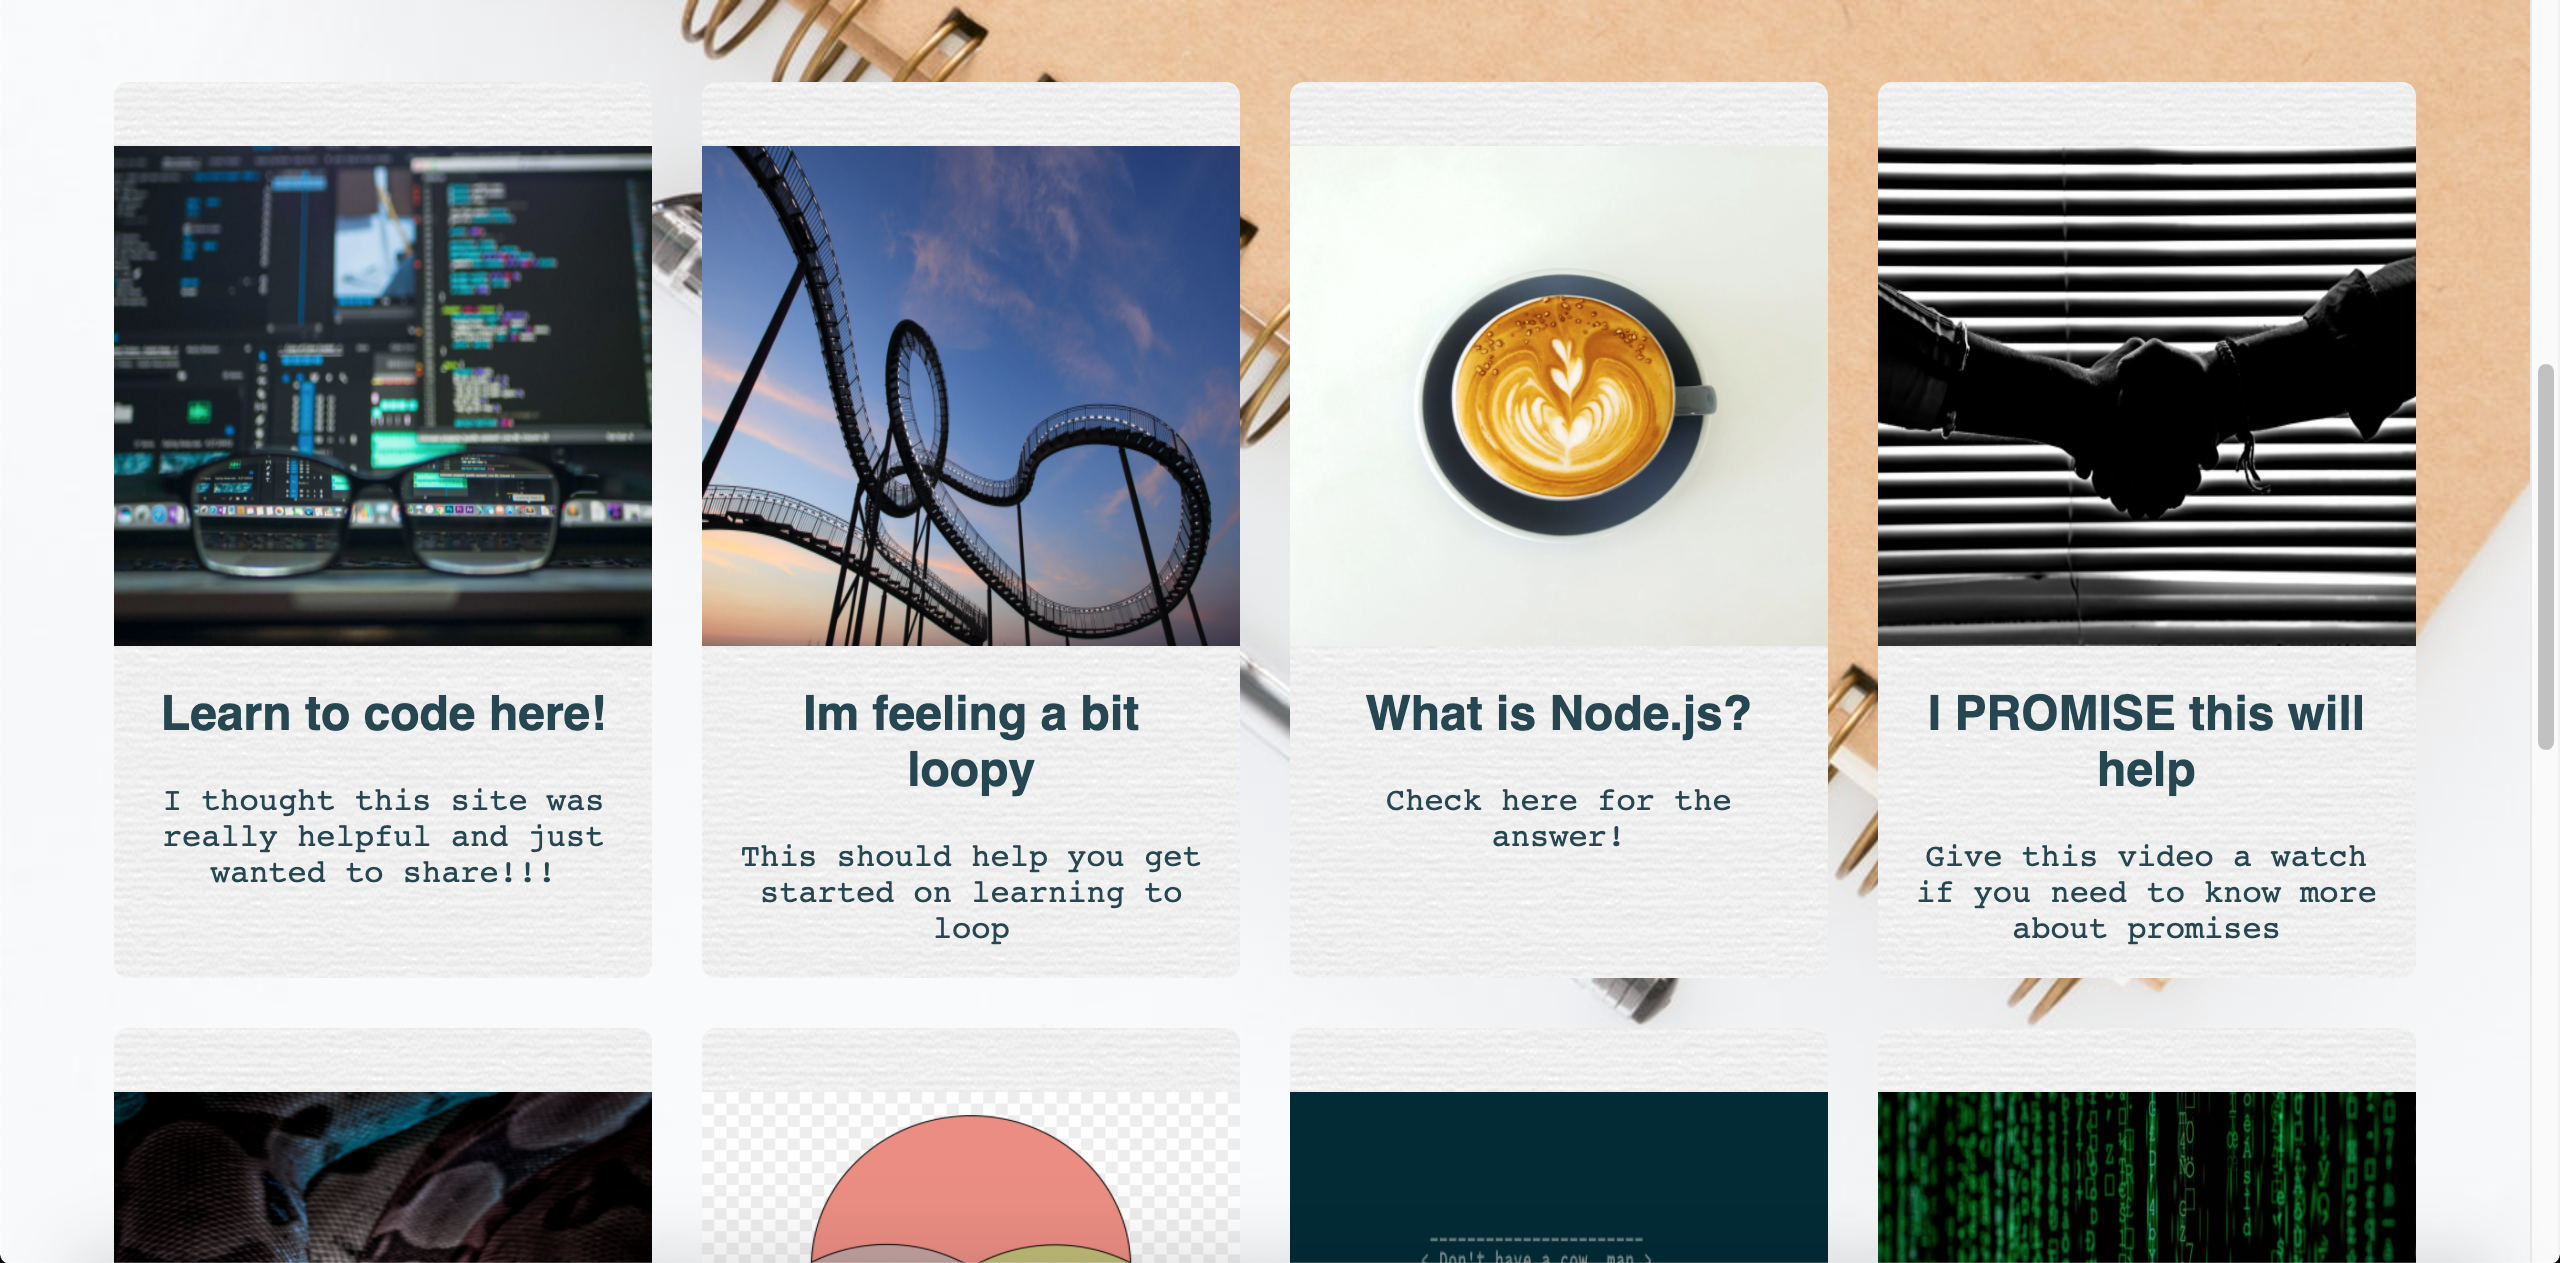 Learn to code here!
I thought this site was
really helpful and just
wanted to share!!!
Im feeling a bit
loopy
This should help you get
started on learning to
loop
What is Node.js?
Check here for the
answer!
I PROMISE this will
help
Give this video a watch
if you need to know more
about promises
< Don't have a cow, man >